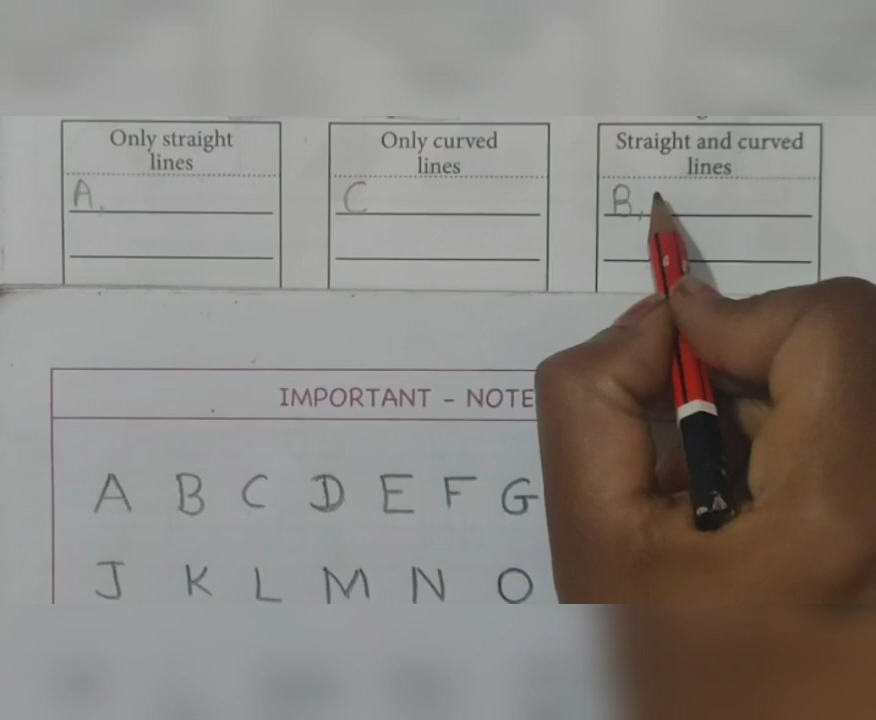 Only straight lines
A,
Only curved lines
C
Straight and curved lines
B,
IMPORTANT - NOTE
A B C D E F G
J K L M N O